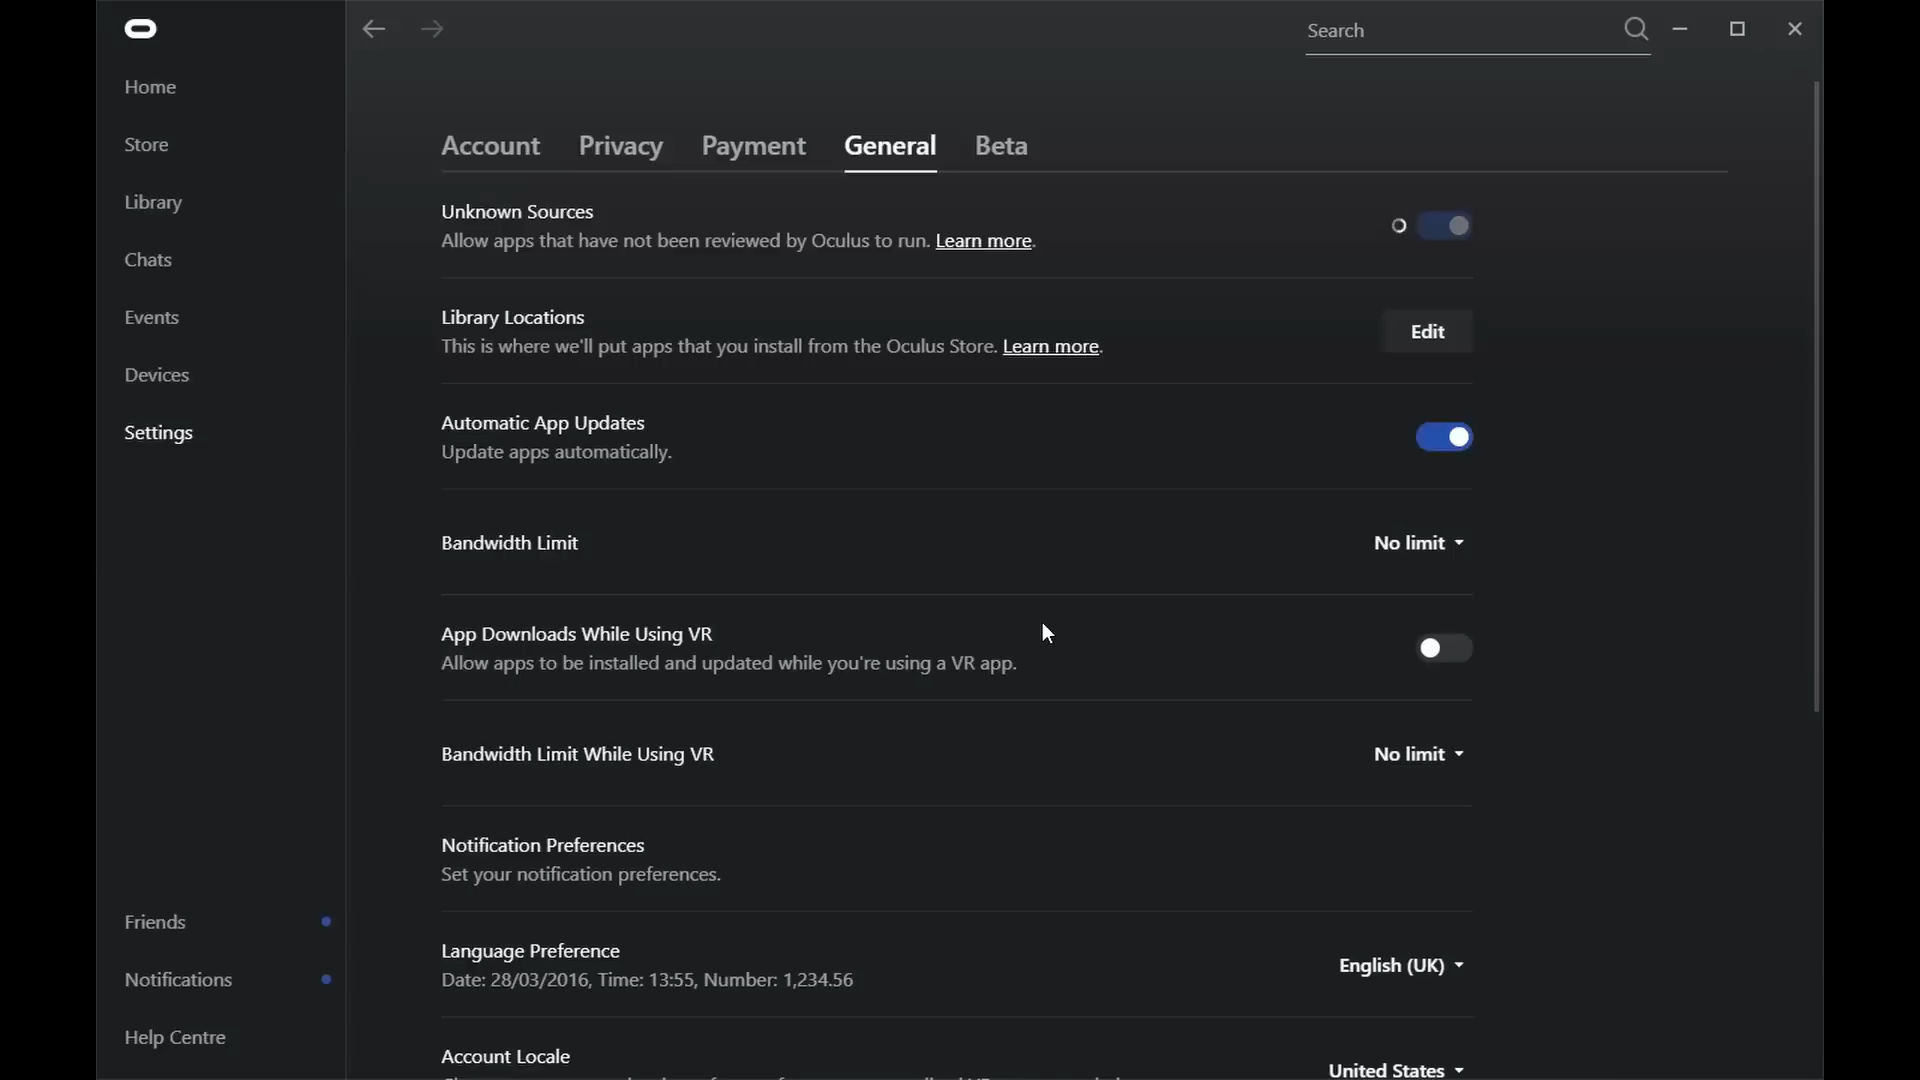 Search
Home
Store
Library
Chats
Events
Devices
Settings
Friends
Notifications
Help Centre
Account Privacy Payment General Beta
Unknown Sources
Allow apps that have not been reviewed by Oculus to run. Learn more.
Library Locations
This is where we'll put apps that you install from the Oculus Store. Learn more.
Edit
Automatic App Updates
Update apps automatically.
Bandwidth Limit
No limit
App Downloads While Using VR
Allow apps to be installed and updated while you're using a VR app.
Bandwidth Limit While Using VR
No limit
Notification Preferences
Set your notification preferences.
Language Preference
Date: 28/03/2016, Time: 13:55, Number: 1,234.56
English (UK)
Account Locale
United States